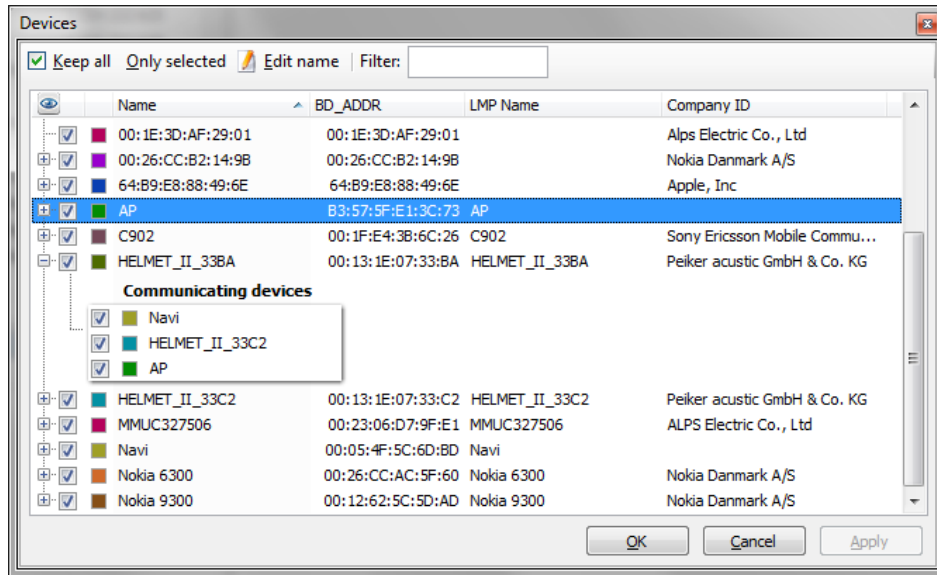 Devices
Keep all Only selected Edit name Filter:
Name BD_ADDR LMP Name Company ID
00:1E:3D:AF:29:01 00:1E:3D:AF:29:01 Alps Electric Co., Ltd
00:26:CC:B2:14:9B 00:26:CC:B2:14:9B Nokia Danmark A/S
64:B9:E8:88:49:6E 64:B9:E8:88:49:6E Apple, Inc
AP B3:57:5F:E1:3C:73 AP
C902 00:1F:E4:3B:6C:26 C902 Sony Ericsson Mobile Commu...
HELMET_II_33BA 00:13:1E:07:33:BA HELMET_II_33BA Peiker acustic GmbH & Co. KG
Communicating devices
Navi
HELMET_II_33C2
AP
HELMET_II_33C2 00:13:1E:07:33:C2 HELMET_II_33C2 Peiker acustic GmbH & Co. KG
MMUC327506 00:23:06:D7:9F:E1 MMUC327506 ALPS Electric Co., Ltd
Navi 00:05:4F:5C:6D:BD Navi
Nokia 6300 00:26:CC:AC:5F:60 Nokia 6300 Nokia Danmark A/S
Nokia 9300 00:12:62:5C:5D:AD Nokia 9300 Nokia Danmark A/S
OK Cancel Apply